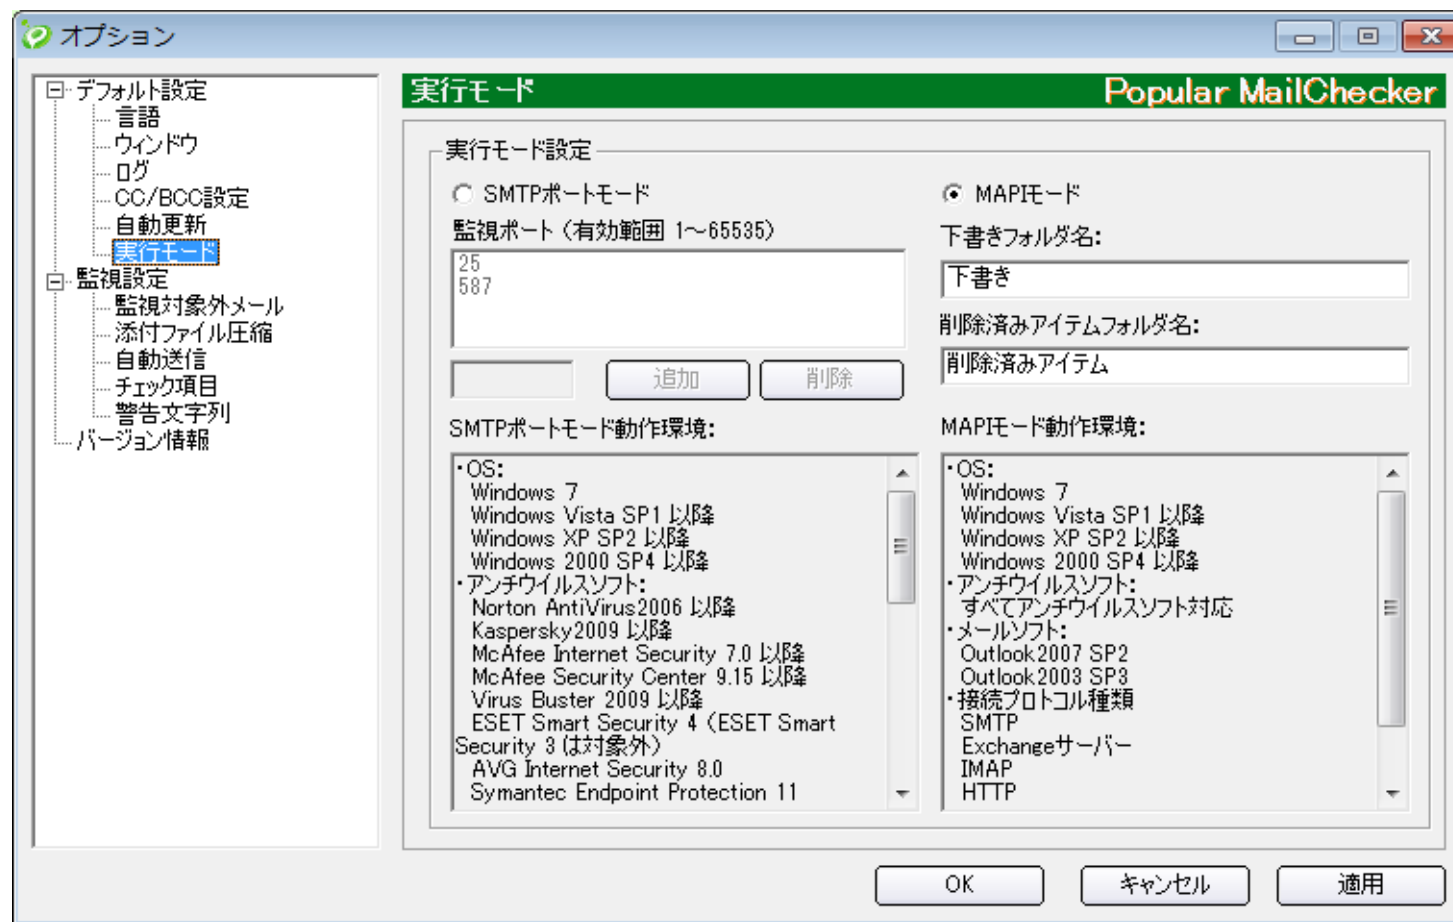 オプション
デフォルト設定
言語
ウィンドウ
ログ
CC/BCC設定
自動更新
実行モード
監視設定
監視対象外メール
添付ファイル圧縮
自動送信
チェック項目
警告文字列
バージョン情報
実行モード
Popular MailChecker
実行モード設定
SMTPポートモード
監視ポート（有効範囲 1～65535）
25
587
追加
削除
SMTPポートモード動作環境：
・OS：
Windows 7
Windows Vista SP1 以降
Windows XP SP2 以降
Windows 2000 SP4 以降
・アンチウイルスソフト：
Norton AntiVirus2006 以降
Kaspersky2009 以降
McAfee Internet Security 7.0 以降
McAfee Security Center 9.15 以降
Virus Buster 2009 以降
ESET Smart Security 4（ESET Smart
Security 3 は対象外）
AVG Internet Security 8.0
Symantec Endpoint Protection 11
MAPIモード
下書きフォルダ名：
下書き
削除済みアイテムフォルダ名：
削除済みアイテム
MAPIモード動作環境：
・OS：
Windows 7
Windows Vista SP1 以降
Windows XP SP2 以降
Windows 2000 SP4 以降
・アンチウイルスソフト：
すべてアンチウイルスソフト対応
・メールソフト：
Outlook2007 SP2
Outlook2003 SP3
・接続プロトコル種類
SMTP
Exchangeサーバー
IMAP
HTTP
OK
キャンセル
適用